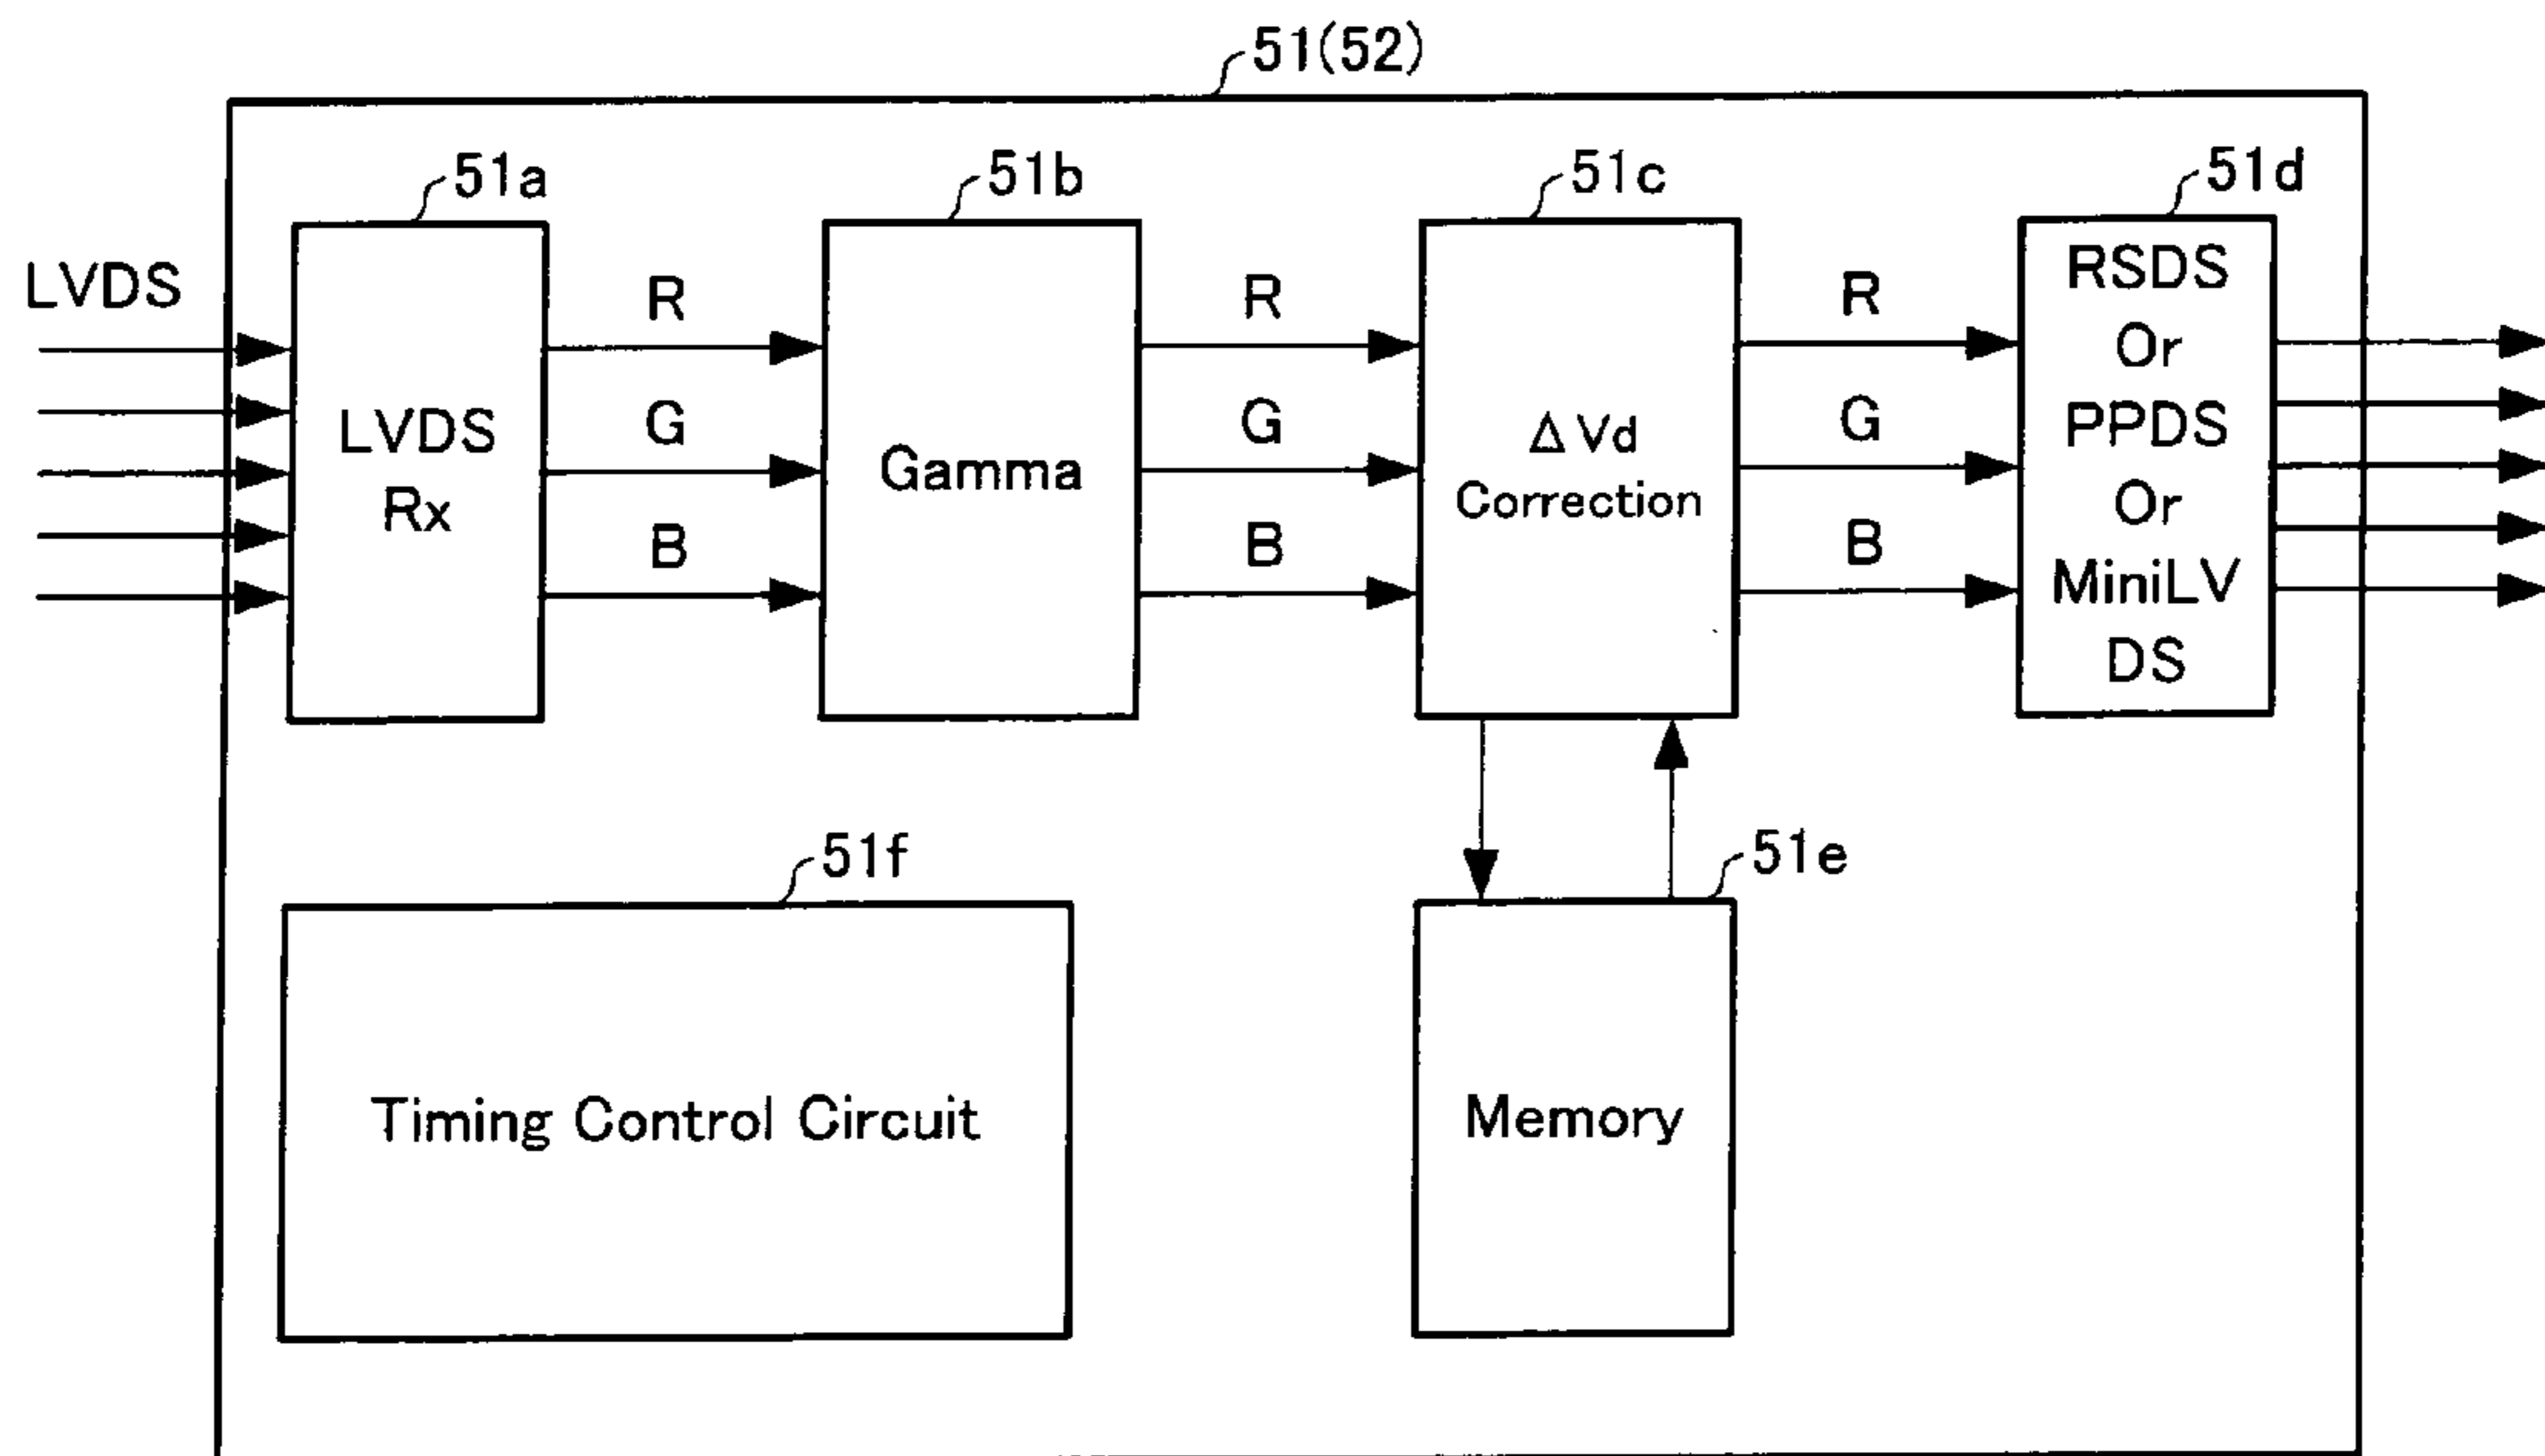 51(52)
51a
51b
51c
51d
LVDS
R
R
R
G
G
G
B
B
B
LVDS
Rx
Gamma
Δ Vd
Correction
RSDS
Or
PPDS
Or
MiniLV
DS
51f
51e
Timing Control Circuit
Memory